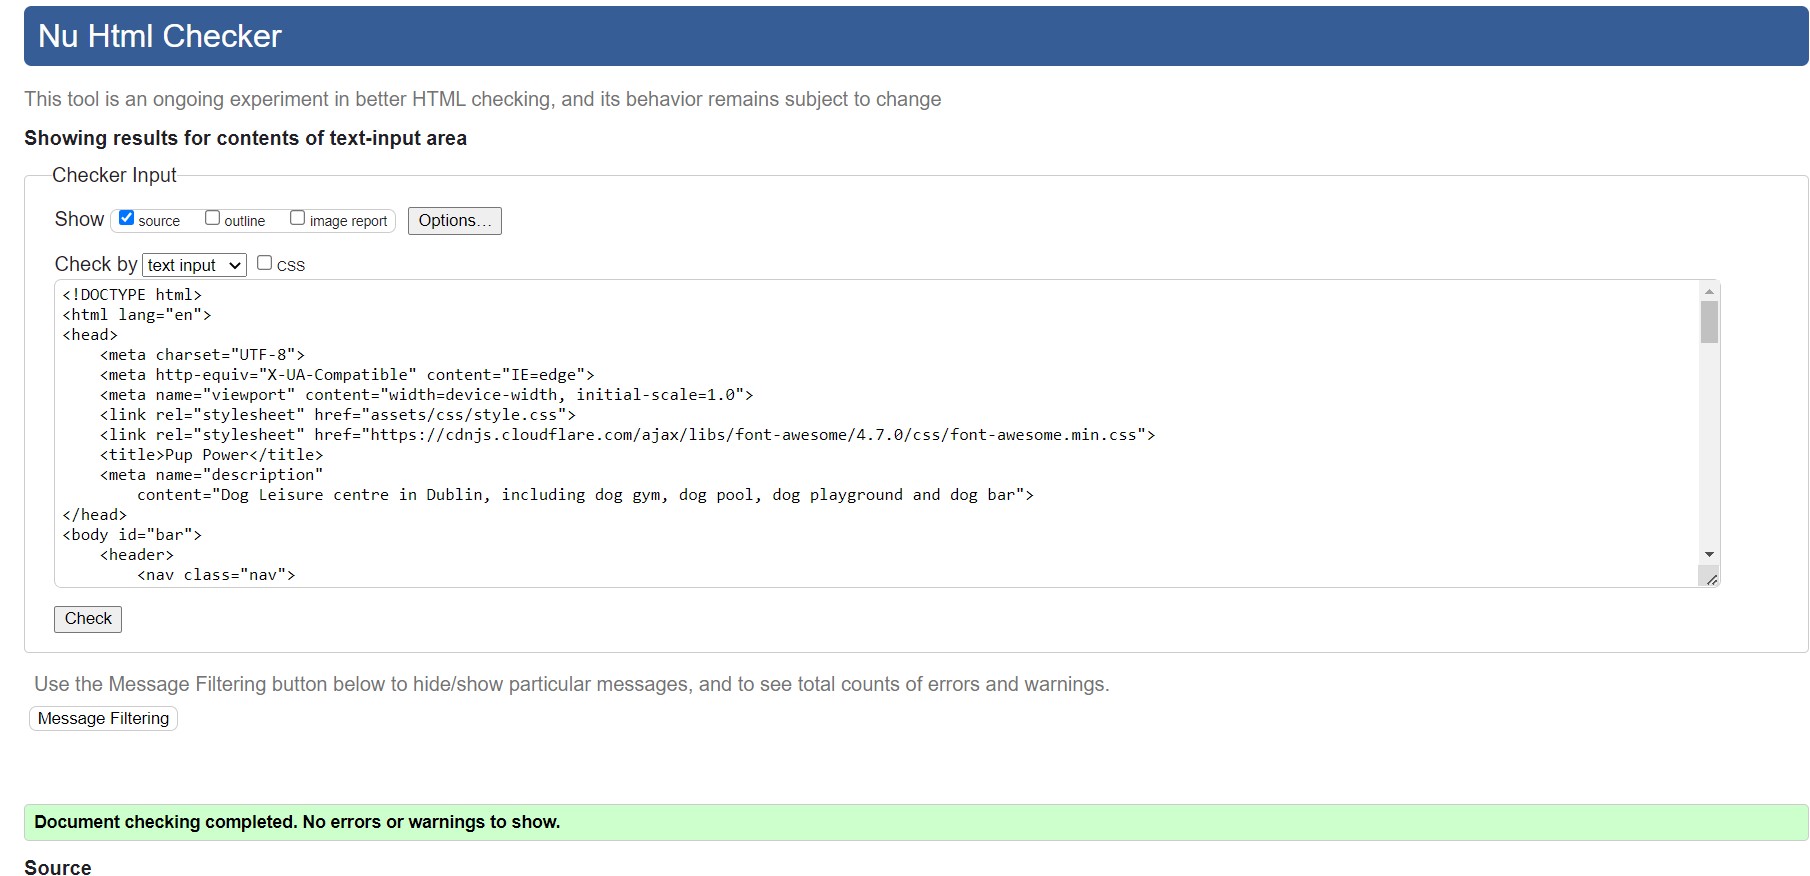 Nu Html Checker
This tool is an ongoing experiment in better HTML checking, and its behavior remains subject to change
Showing results for contents of text-input area
Checker Input
Show source outline image report Options...
Check by text input CSS
<!DOCTYPE html>
<html lang="en">
<head>
    <meta charset="UTF-8">
    <meta http-equiv="X-UA-Compatible" content="IE=edge">
    <meta name="viewport" content="width=device-width, initial-scale=1.0">
    <link rel="stylesheet" href="assets/css/style.css">
    <link rel="stylesheet" href="https://cdnjs.cloudflare.com/ajax/libs/font-awesome/4.7.0/css/font-awesome.min.css">
    <title>Pup Power</title>
    <meta name="description"
        content="Dog Leisure centre in Dublin, including dog gym, dog pool, dog playground and dog bar">
</head>
<body id="bar">
    <header>
        <nav class="nav">
Check
Use the Message Filtering button below to hide/show particular messages, and to see total counts of errors and warnings.
Message Filtering
Document checking completed. No errors or warnings to show.
Source